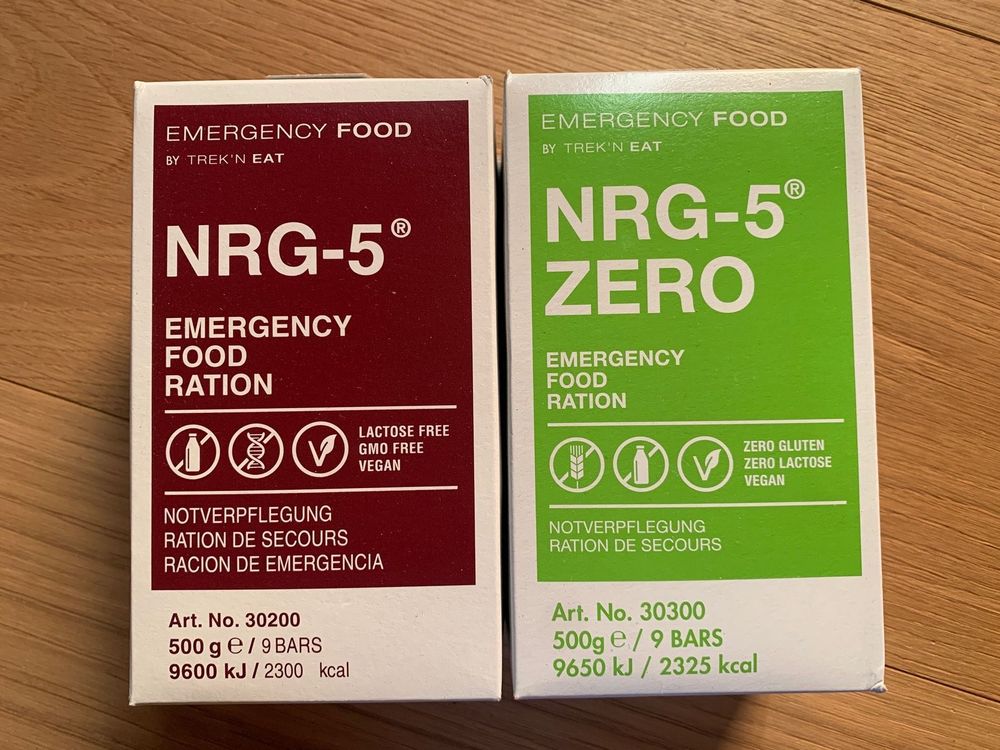 EMERGENCY FOOD
BY TREK'N EAT
NRG-5®
EMERGENCY
FOOD
RATION
LACTOSE FREE
GMO FREE
VEGAN
NOTVERPFLEGUNG
RATION DE SECOURS
RACION DE EMERGENCIA
Art. No. 30200
500 g ℮ / 9 BARS
9600 kJ / 2300 kcal
EMERGENCY FOOD
BY TREK'N EAT
NRG-5®
ZERO
EMERGENCY
FOOD
RATION
ZERO GLUTEN
ZERO LACTOSE
VEGAN
NOTVERPFLEGUNG
RATION DE SECOURS
Art. No. 30300
500g ℮ / 9 BARS
9650 kJ / 2325 kcal